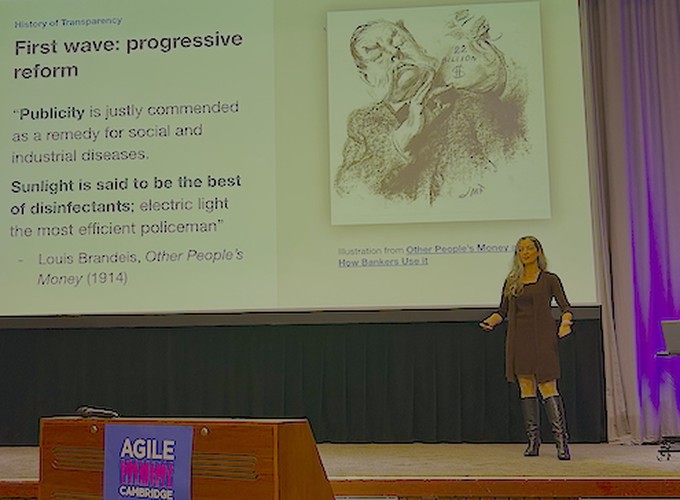 History of Transparency
First wave: progressive
reform
"Publicity is justly commended
as a remedy for social and
industrial diseases.
Sunlight is said to be the best
of disinfectants; electric light
the most efficient policeman"
- Louis Brandeis, Other People's
Money (1914)
22
MILLION
$
Illustration from Other People's Money
How Bankers Use it
AGILE
CAMBRIDGE